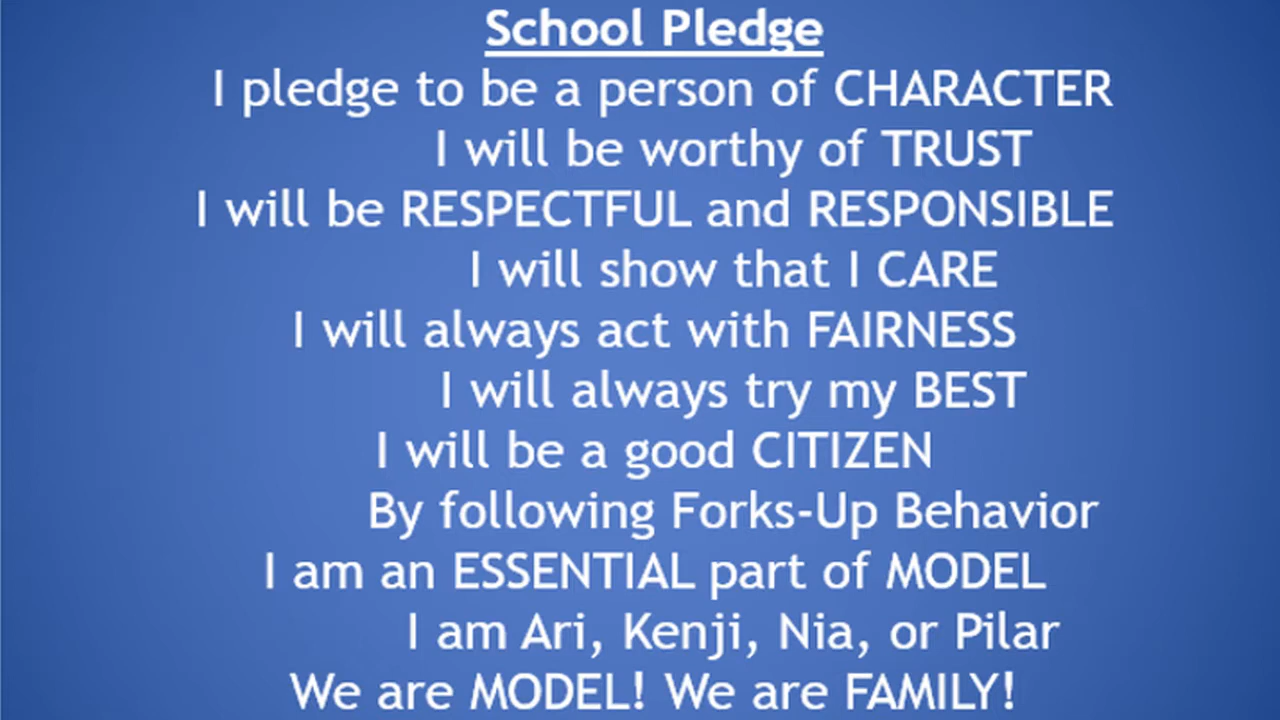 School Pledge
I pledge to be a person of CHARACTER
I will be worthy of TRUST
I will be RESPECTFUL and RESPONSIBLE
I will show that I CARE
I will always act with FAIRNESS
I will always try my BEST
I will be a good CITIZEN
By following Forks-Up Behavior
I am an ESSENTIAL part of MODEL
I am Ari, Kenji, Nia, or Pilar
We are MODEL! We are FAMILY!